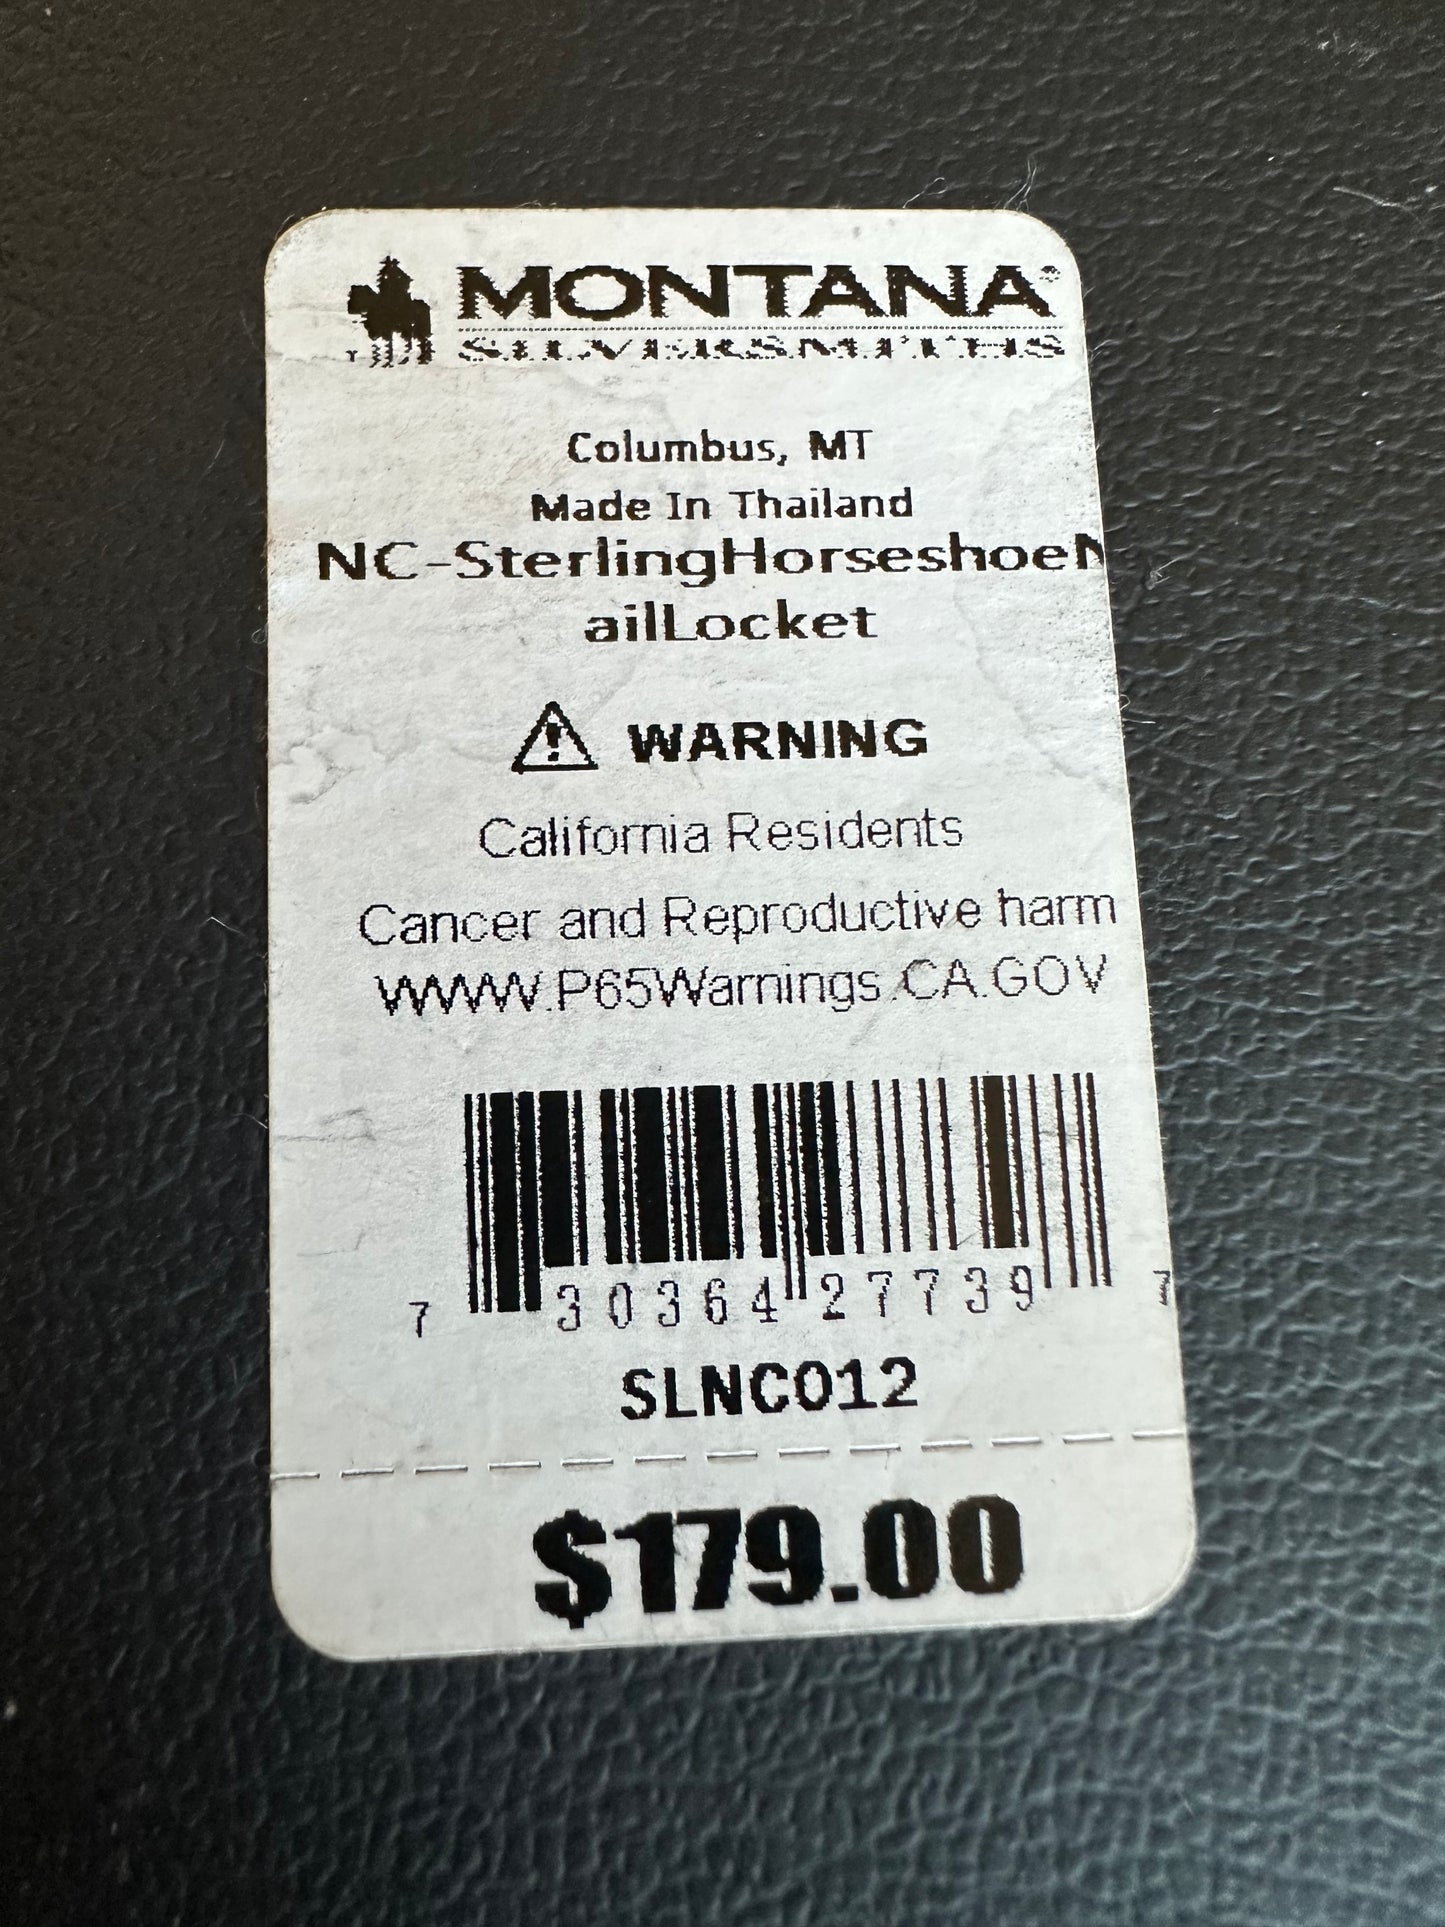 MONTANA®
SILVERSMITHS
Columbus, MT
Made In Thailand
NC-SterlingHorseshoeN
ailLocket
⚠ WARNING
California Residents
Cancer and Reproductive harm
WWW.P65Warnings.CA.GOV
7 30364 27739 7
SLNC012
$179.00